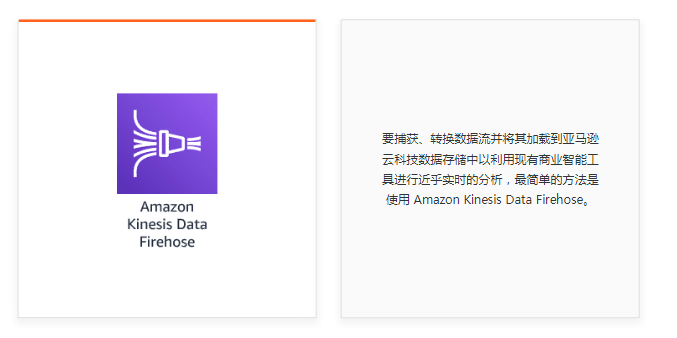 Amazon
Kinesis Data
Firehose
要捕获、转换数据流并将其加载到亚马逊
云科技数据存储中以利用现有商业智能工
具进行近乎实时的分析，最简单的方法是
使用 Amazon Kinesis Data Firehose。